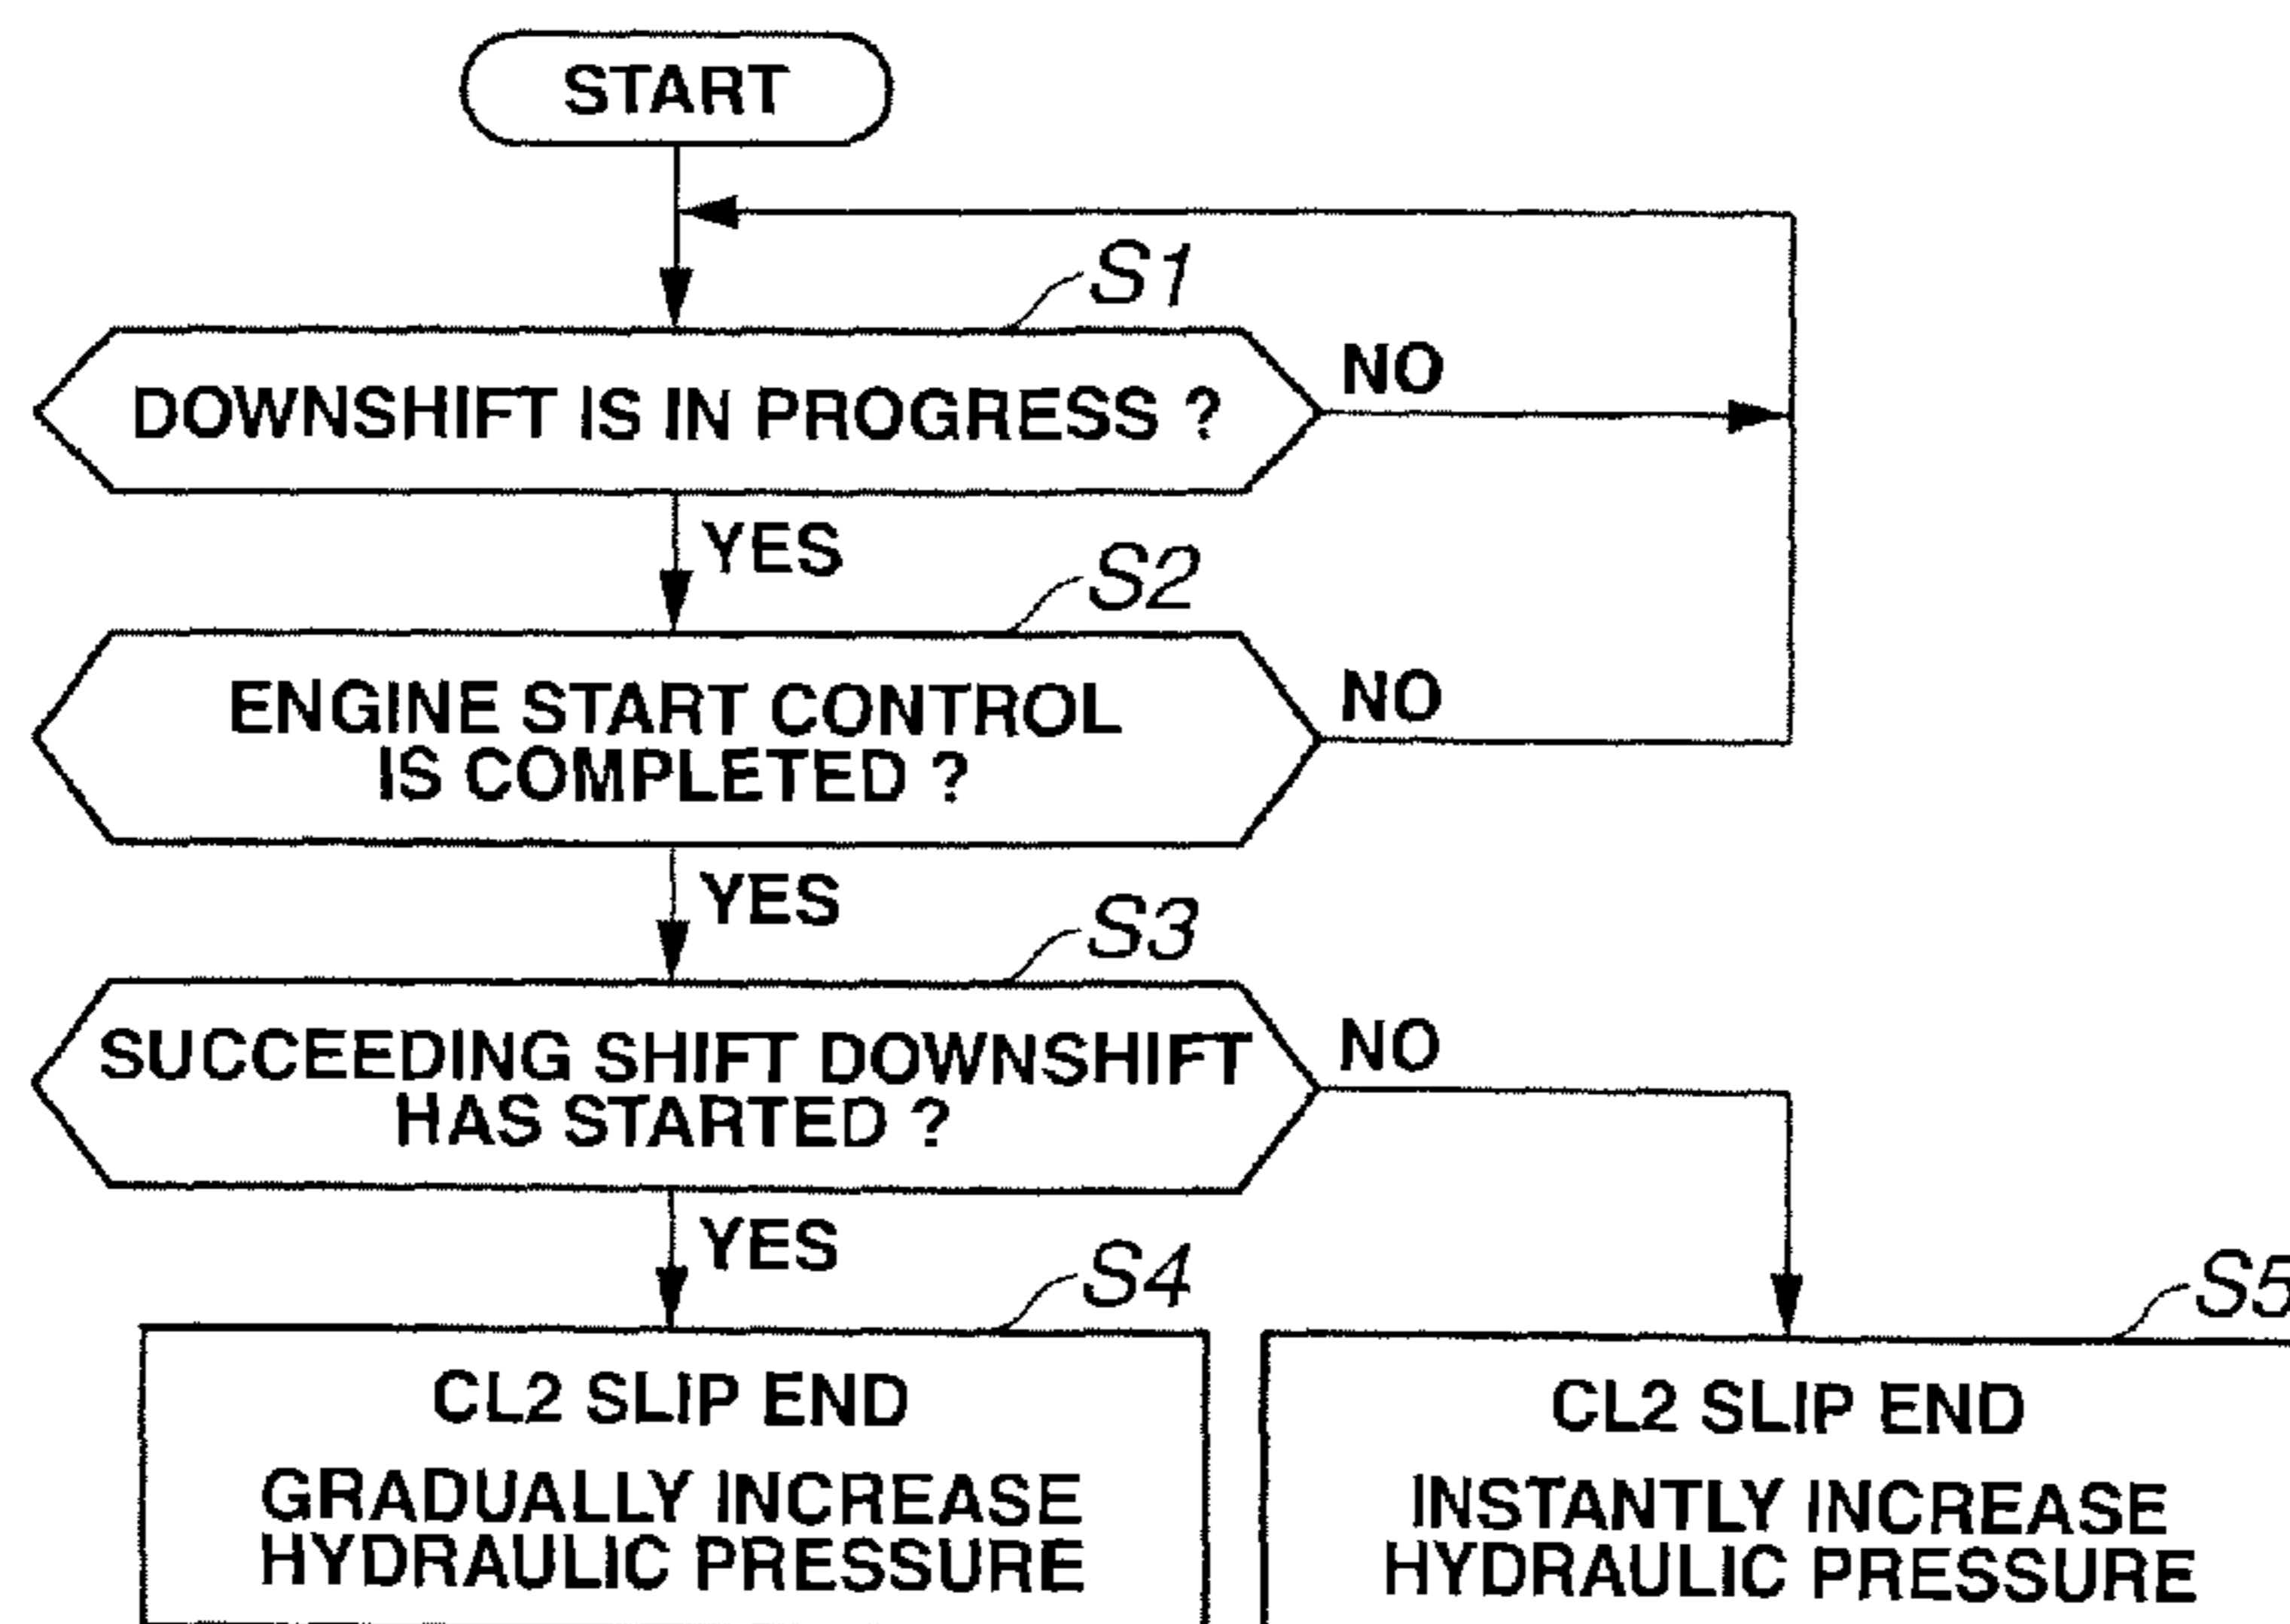 START
S1
DOWNSHIFT IS IN PROGRESS ?
NO
YES
S2
ENGINE START CONTROL
IS COMPLETED ?
NO
YES
S3
SUCCEEDING SHIFT DOWNSHIFT
HAS STARTED ?
NO
YES
S4
CL2 SLIP END
GRADUALLY INCREASE
HYDRAULIC PRESSURE
S5
CL2 SLIP END
INSTANTLY INCREASE
HYDRAULIC PRESSURE